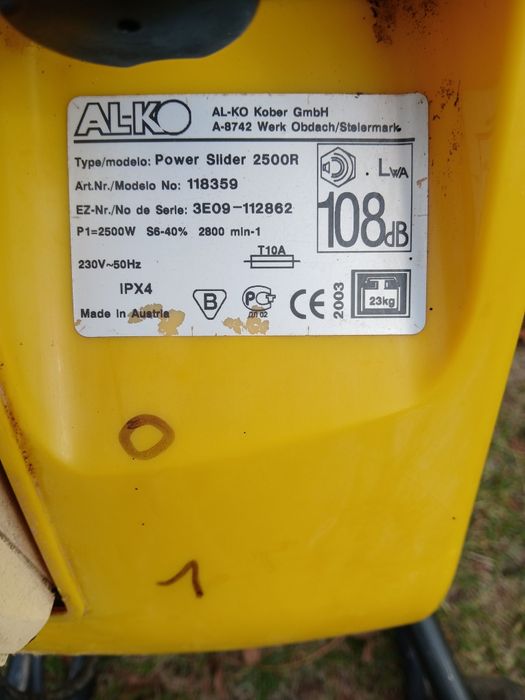 AL-KO
AL-KO Kober GmbH
A-8742 Werk Obdach/Steiermark
Type/modelo: Power Slider 2500R
Art.Nr./Modelo No: 118359
EZ-Nr./No de Serie: 3E09-112862
P1=2500W S6-40% 2800 min-1
LWA
108dB
T10A
230V~50Hz
IPX4
Made in Austria
B
PC
CE
2003
23kg
0
1